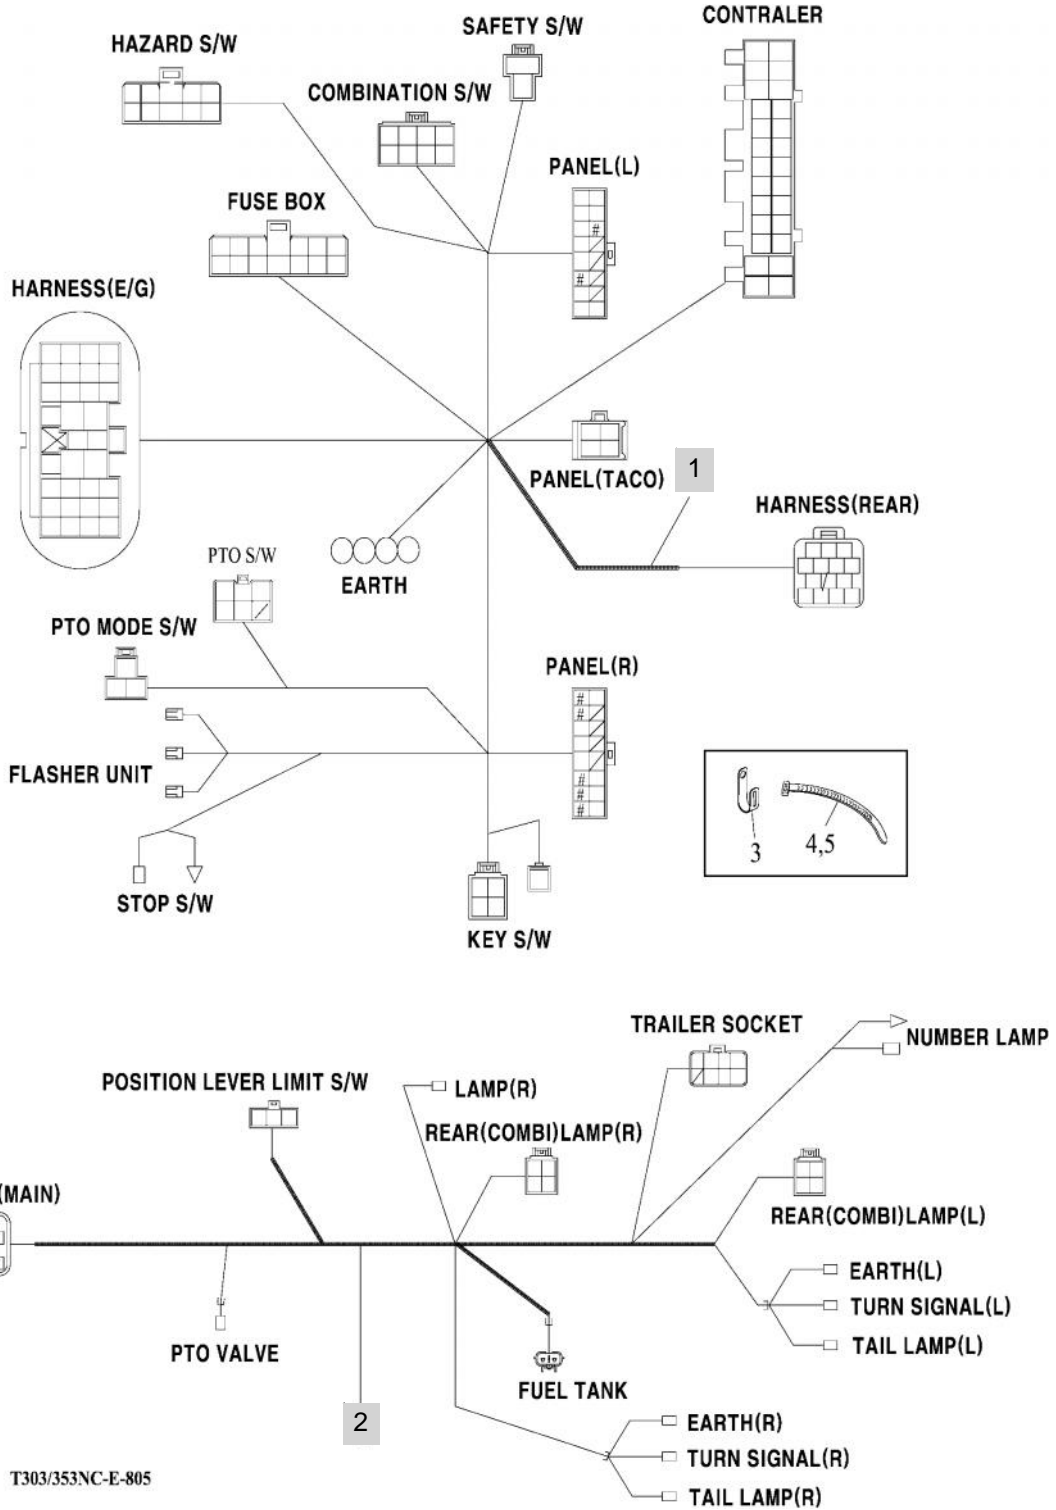 CONTRALER
SAFETY S/W
HAZARD S/W
COMBINATION S/W
PANEL(L)
FUSE BOX
#
#
HARNESS(E/G)
PANEL(TACO)
1
HARNESS(REAR)
PTO S/W
EARTH
PTO MODE S/W
PANEL(R)
#
#
FLASHER UNIT
#
#
#
3
4,5
STOP S/W
KEY S/W
TRAILER SOCKET
NUMBER LAMP
POSITION LEVER LIMIT S/W
LAMP(R)
REAR(COMBI)LAMP(R)
(MAIN)
REAR(COMBI)LAMP(L)
EARTH(L)
TURN SIGNAL(L)
TAIL LAMP(L)
PTO VALVE
FUEL TANK
2
EARTH(R)
TURN SIGNAL(R)
TAIL LAMP(R)
T303/353NC-E-805